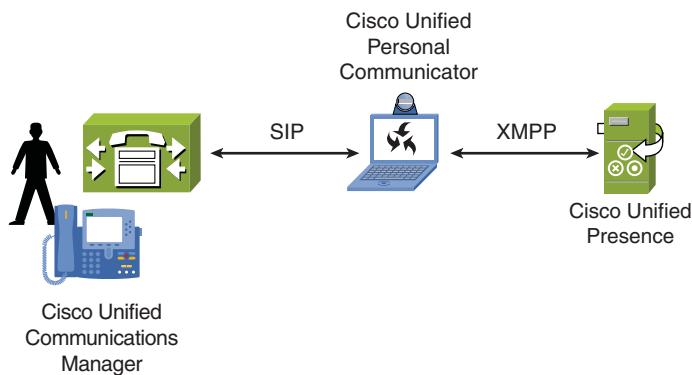 Cisco Unified
Personal
Communicator
SIP
XMPP
Cisco Unified
Presence
Cisco Unified
Communications
Manager